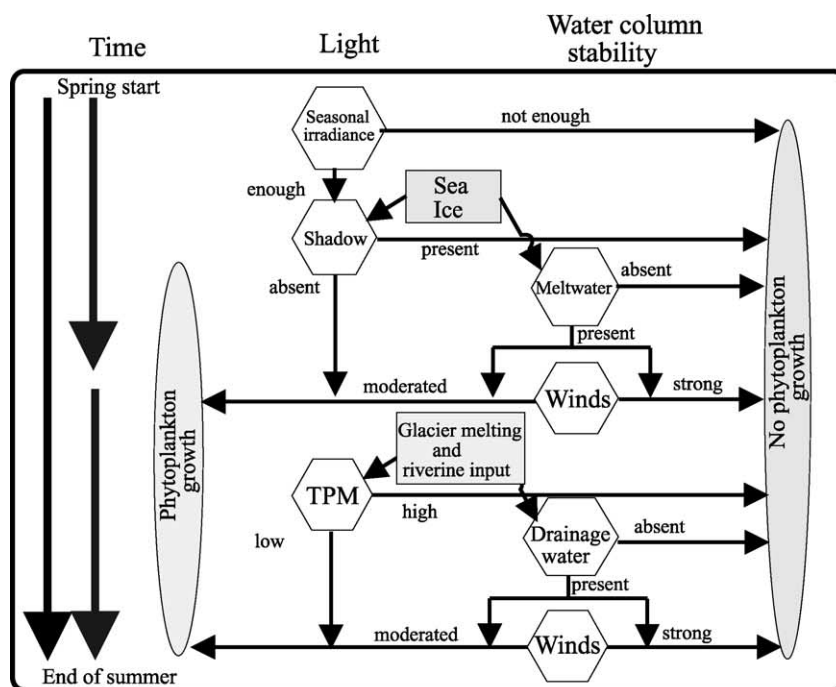 Time
Light
Water column
stability
Spring start
Seasonal
irradiance
not enough
enough
Sea
Ice
Shadow
present
absent
Meltwater
absent
present
moderated
Winds
strong
Phytoplankton
growth
No phytoplankton
growth
Glacier melting
and
riverine input
TPM
high
low
Drainage
water
absent
present
moderated
Winds
strong
End of summer